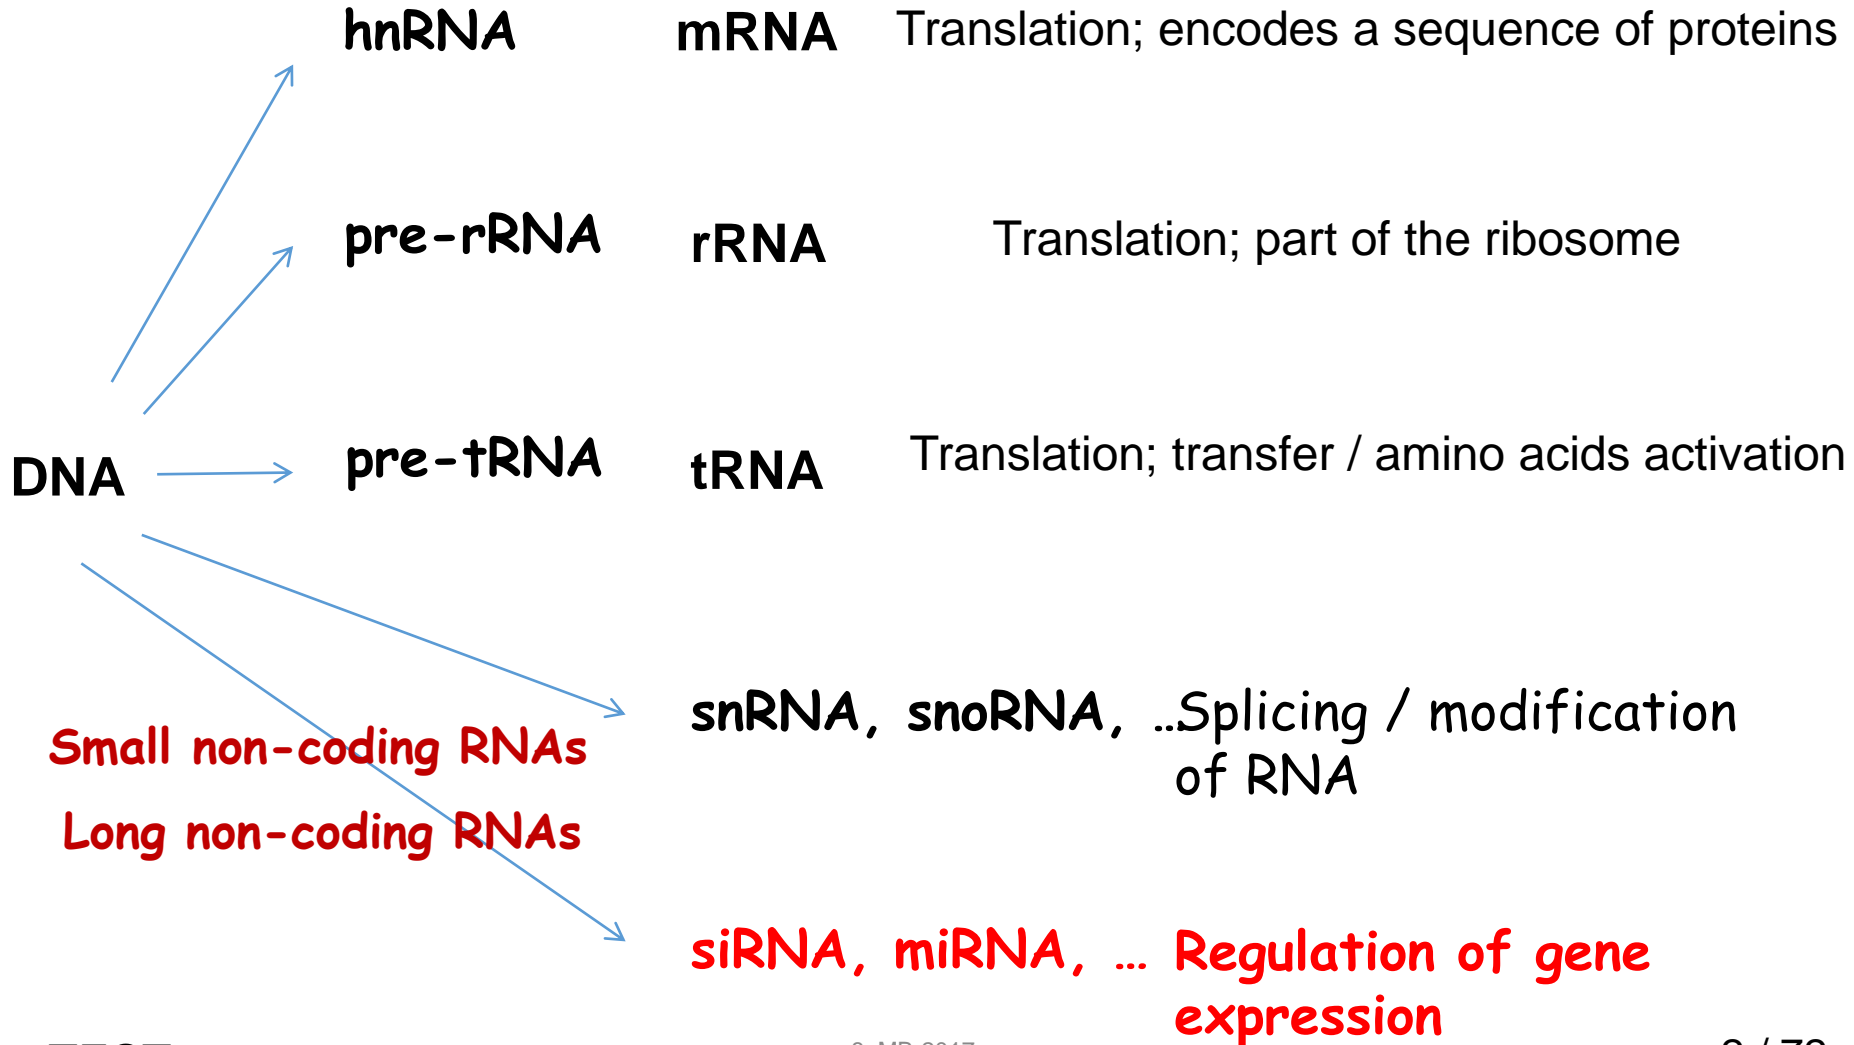 hnRNA mRNA Translation; encodes a sequence of proteins
pre-rRNA rRNA Translation; part of the ribosome
DNA pre-tRNA tRNA Translation; transfer / amino acids activation
snRNA, snoRNA, … Splicing / modification
of RNA
Small non-coding RNAs
Long non-coding RNAs
siRNA, miRNA, … Regulation of gene
expression